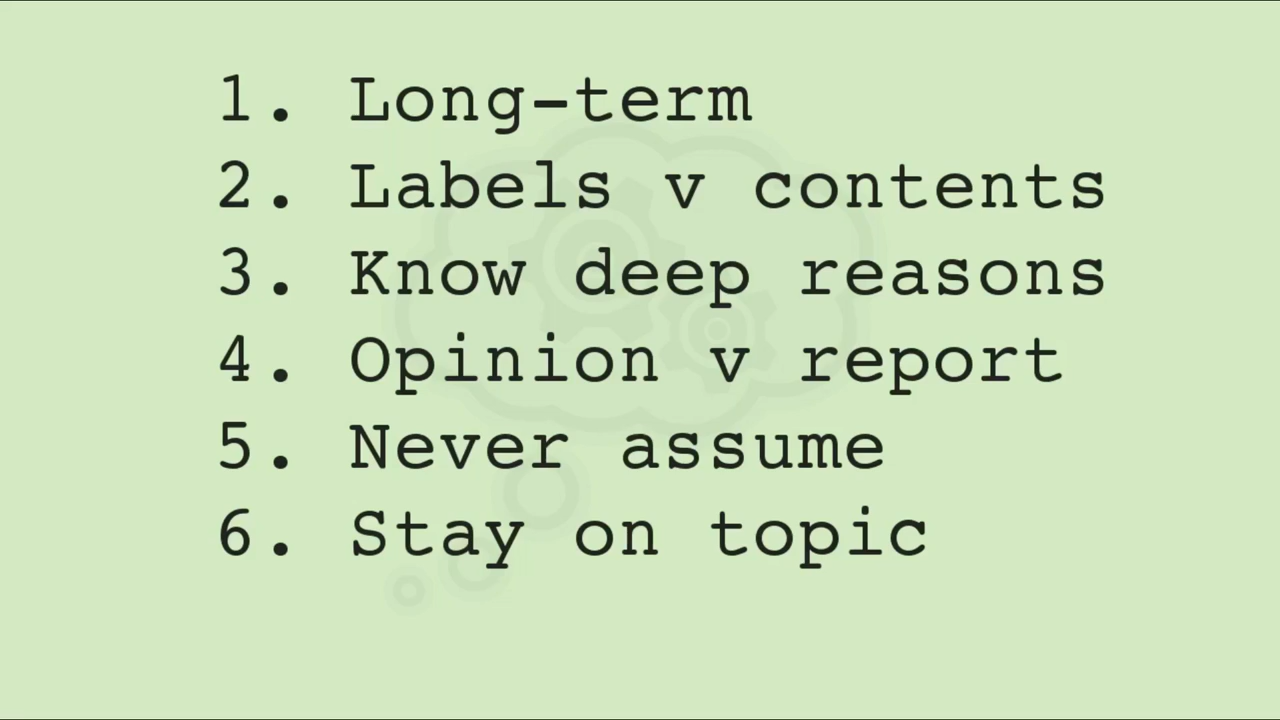 1. Long-term
2. Labels v contents
3. Know deep reasons
4. Opinion v report
5. Never assume
6. Stay on topic